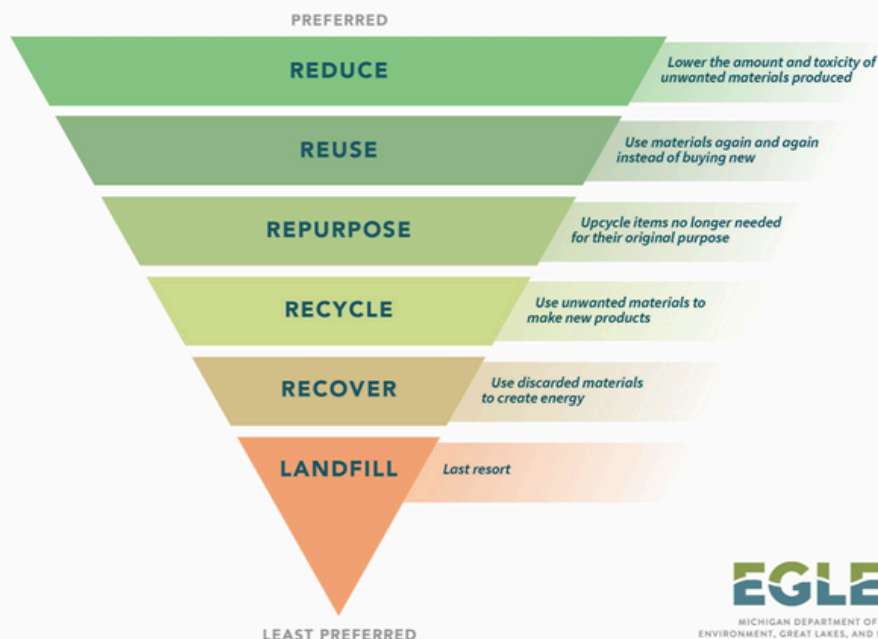 PREFERRED
REDUCE
Lower the amount and toxicity of
unwanted materials produced
REUSE
Use materials again and again
instead of buying new
REPURPOSE
Upcycle items no longer needed
for their original purpose
RECYCLE
Use unwanted materials to
make new products
RECOVER
Use discarded materials
to create energy
LANDFILL
Last resort
LEAST PREFERRED
EGLE
MICHIGAN DEPARTMENT OF
ENVIRONMENT, GREAT LAKES, AND